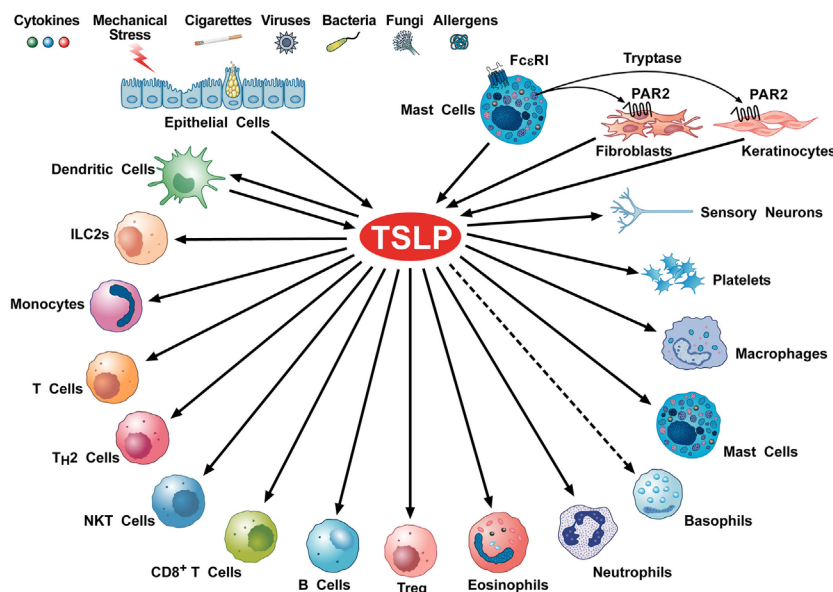 Cytokines
Mechanical
Stress
Cigarettes
Viruses
Bacteria
Fungi
Allergens
FcεRI
Tryptase
PAR2
PAR2
Mast Cells
Epithelial Cells
Fibroblasts
Keratinocytes
Dendritic Cells
TSLP
Sensory Neurons
ILC2s
Platelets
Monocytes
Macrophages
T Cells
Mast Cells
TH2 Cells
Basophils
NKT Cells
CD8+ T Cells
B Cells
Treg
Eosinophils
Neutrophils